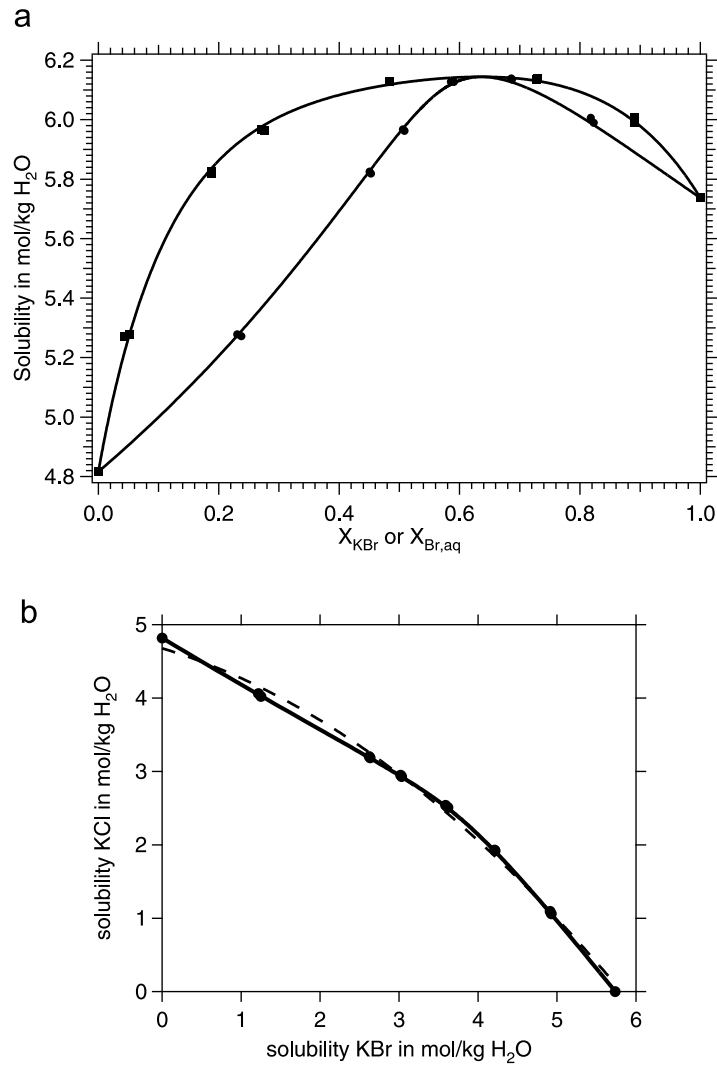 a
6.2
6.0
5.8
5.6
5.4
5.2
5.0
4.8
Solubility in mol/kg H₂O
0.0 0.2 0.4 0.6 0.8 1.0
X_KBr or X_Br,aq
b
5
4
3
2
1
0
solubility KCl in mol/kg H₂O
0 1 2 3 4 5 6
solubility KBr in mol/kg H₂O